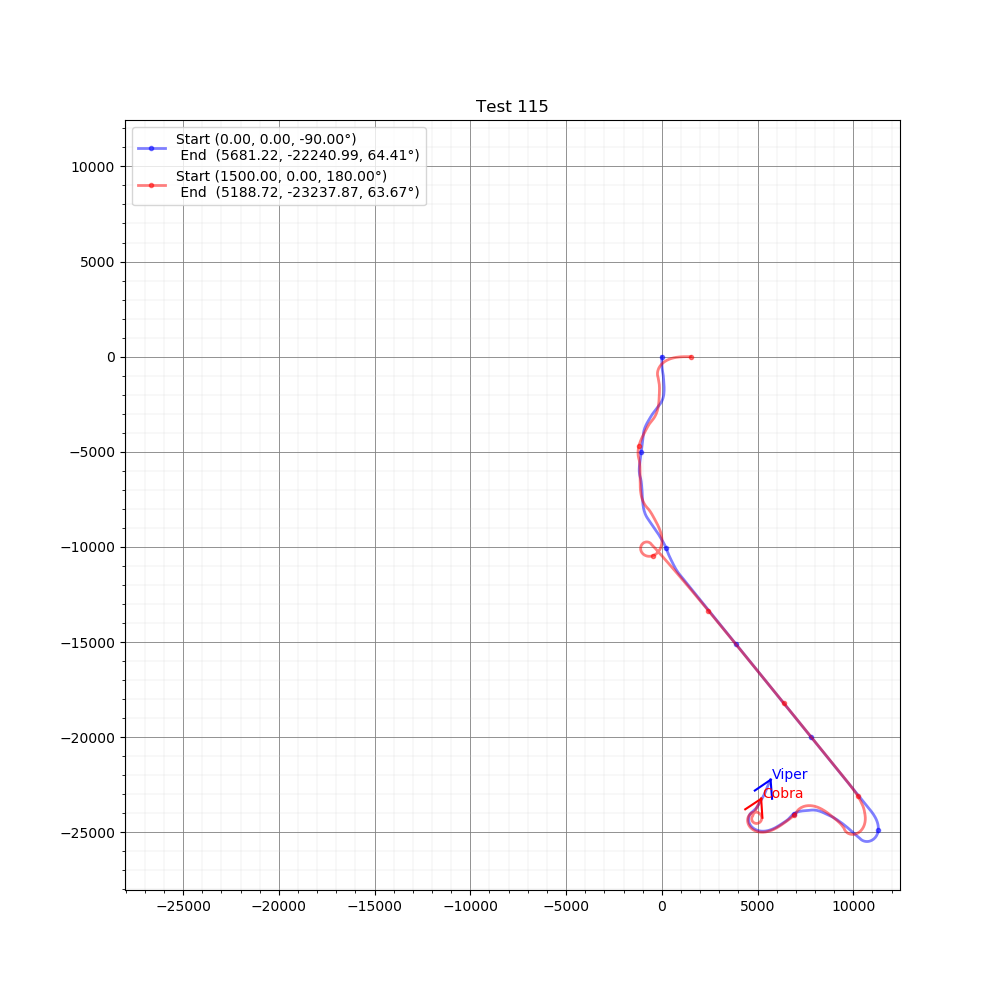 Test 115
Start (0.00, 0.00, -90.00°)
End (5681.22, -22240.99, 64.41°)
Start (1500.00, 0.00, 180.00°)
End (5188.72, -23237.87, 63.67°)
10000
5000
0
−5000
−10000
−15000
−20000
−25000
Viper
Cobra
−25000 −20000 −15000 −10000 −5000 0 5000 10000